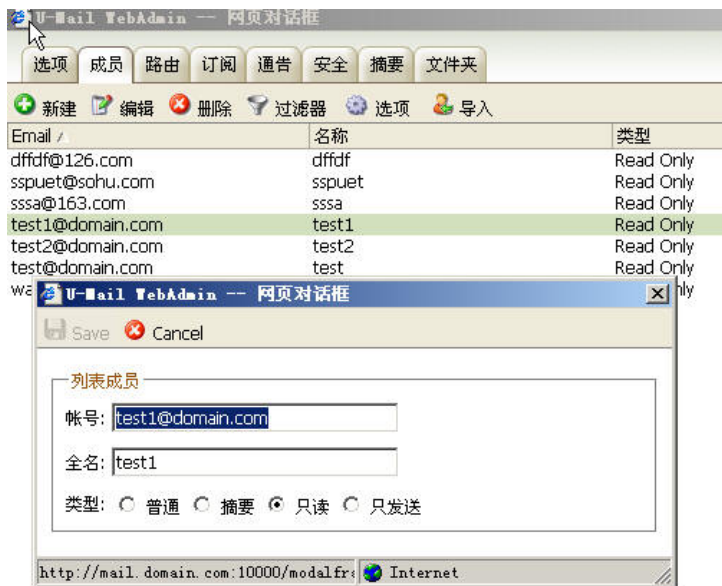 U-Mail WebAdmin -- 网页对话框
选项 成员 路由 订阅 通告 安全 摘要 文件夹
新建 编辑 删除 过滤器 选项 导入
Email 名称 类型
dffdf@126.com dffdf Read Only
sspuet@sohu.com sspuet Read Only
sssa@163.com sssa Read Only
test1@domain.com test1 Read Only
test2@domain.com test2 Read Only
test@domain.com test Read Only
U-Mail WebAdmin -- 网页对话框
Save Cancel
列表成员
帐号: test1@domain.com
全名: test1
类型: 普通 摘要 只读 只发送
http://mail.domain.com:10000/modalfra Internet